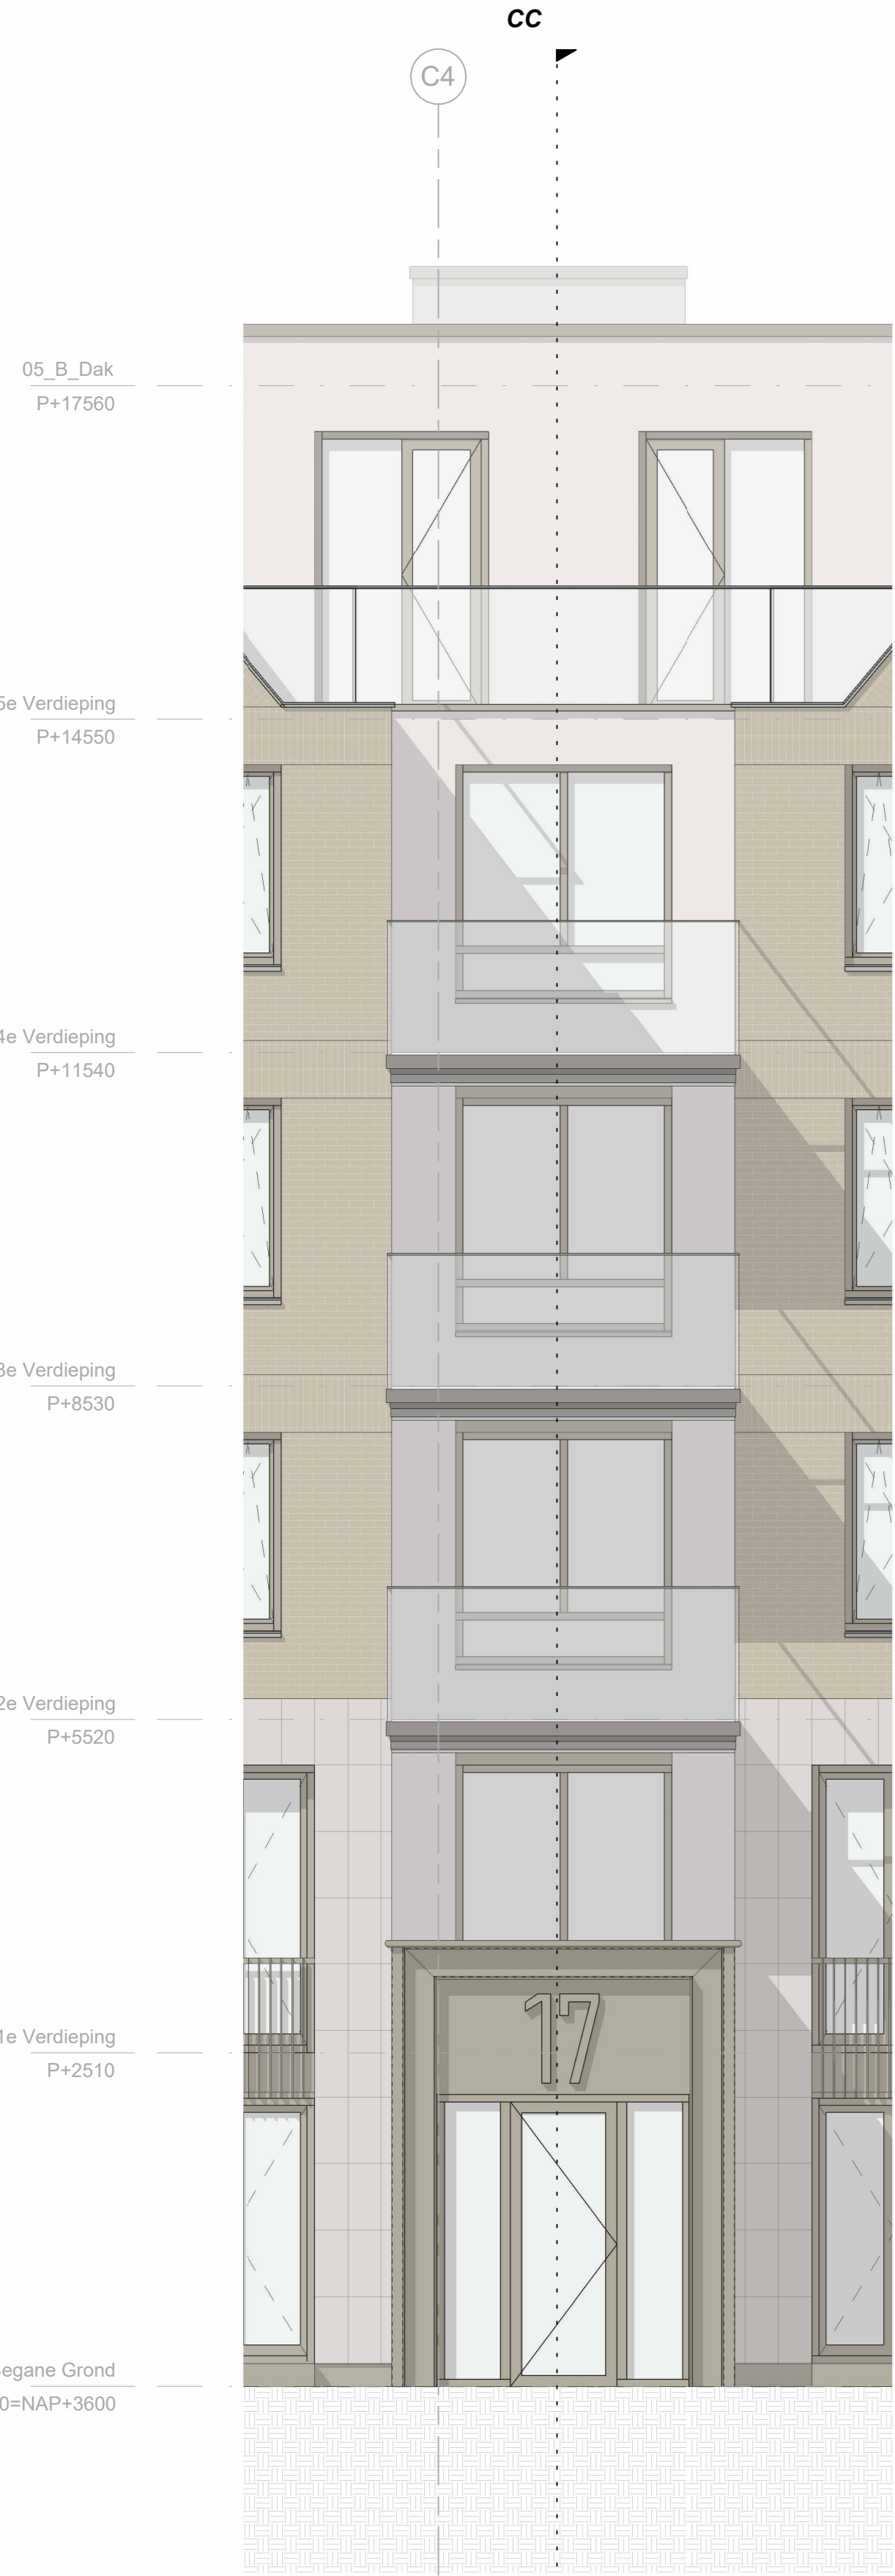 CC
C4
05_B_Dak
P+17560
5e Verdieping
P+14550
4e Verdieping
P+11540
3e Verdieping
P+8530
2e Verdieping
P+5520
1e Verdieping
P+2510
17
egane Grond
0=NAP+3600